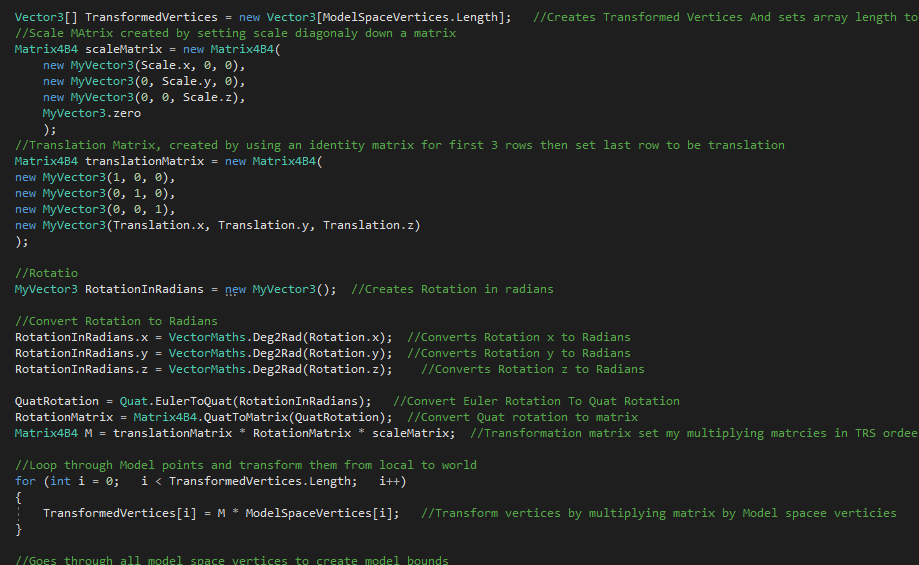 Vector3[] TransformedVertices = new Vector3[ModelSpaceVertices.Length];   //Creates Transformed Vertices And sets array length to
//Scale MAtrix created by setting scale diagonaly down a matrix
Matrix4B4 scaleMatrix = new Matrix4B4(
    new MyVector3(Scale.x, 0, 0),
    new MyVector3(0, Scale.y, 0),
    new MyVector3(0, 0, Scale.z),
    MyVector3.zero
    );
//Translation Matrix, created by using an identity matrix for first 3 rows then set last row to be translation
Matrix4B4 translationMatrix = new Matrix4B4(
new MyVector3(1, 0, 0),
new MyVector3(0, 1, 0),
new MyVector3(0, 0, 1),
new MyVector3(Translation.x, Translation.y, Translation.z)
);
//Rotatio
MyVector3 RotationInRadians = new MyVector3();  //Creates Rotation in radians
//Convert Rotation to Radians
RotationInRadians.x = VectorMaths.Deg2Rad(Rotation.x);  //Converts Rotation x to Radians
RotationInRadians.y = VectorMaths.Deg2Rad(Rotation.y);  //Converts Rotation y to Radians
RotationInRadians.z = VectorMaths.Deg2Rad(Rotation.z);    //Converts Rotation z to Radians
QuatRotation = Quat.EulerToQuat(RotationInRadians);   //Convert Euler Rotation To Quat Rotation
RotationMatrix = Matrix4B4.QuatToMatrix(QuatRotation);  //Convert Quat rotation to matrix
Matrix4B4 M = translationMatrix * RotationMatrix * scaleMatrix;  //Transformation matrix set my multiplying matrcies in TRS ordee
//Loop through Model points and transform them from local to world
for (int i = 0;   i < TransformedVertices.Length;   i++)
{
    TransformedVertices[i] = M * ModelSpaceVertices[i];   //Transform vertices by multiplying matrix by Model spacee verticies
}
//Goes through all model space vertices to create model bounds